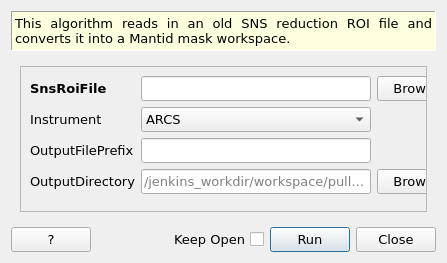 This algorithm reads in an old SNS reduction ROI file and
converts it into a Mantid mask workspace.
SnsRoiFile Brow
Instrument ARCS
OutputFilePrefix
OutputDirectory /jenkins_workdir/workspace/pull... Brow
? Keep Open Run Close